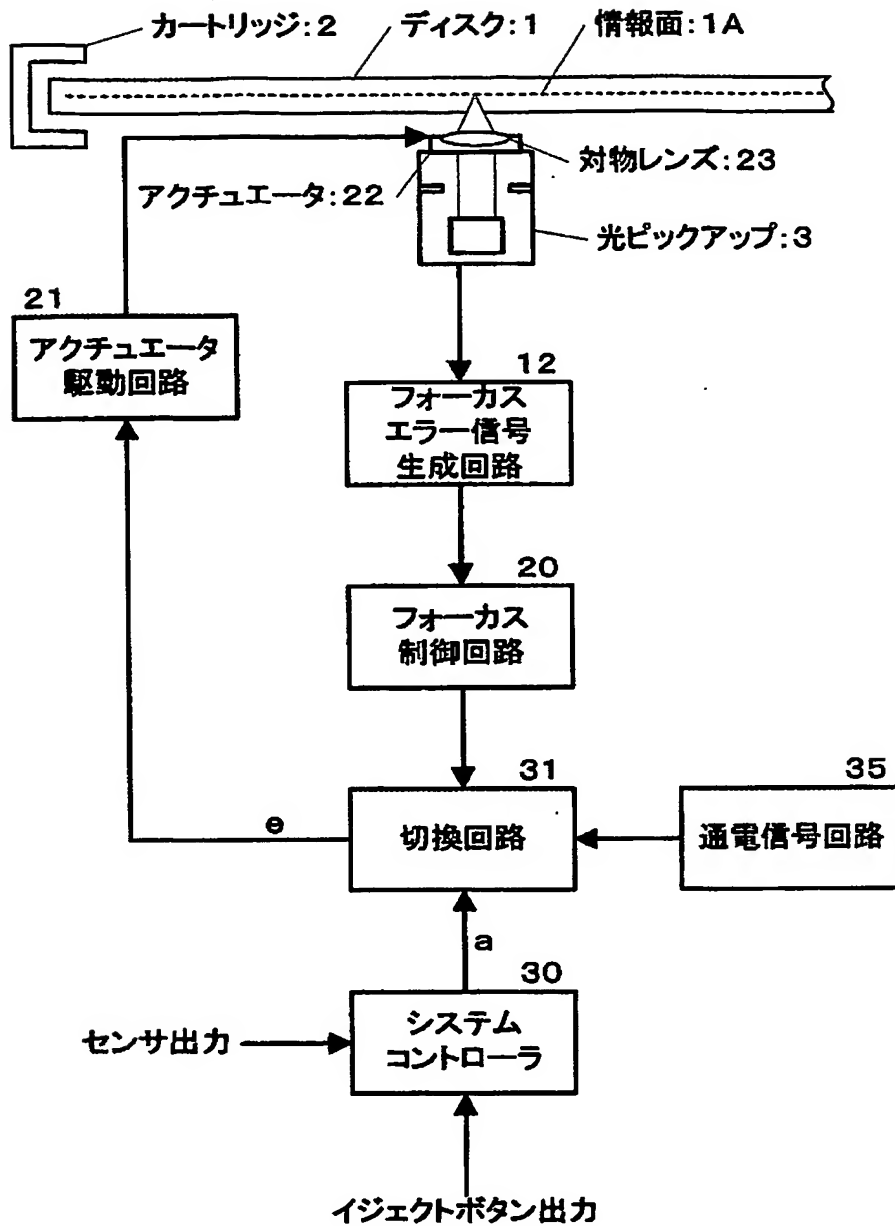 カートリッジ:2 ディスク:1 情報面:1A
対物レンズ:23
アクチュエータ:22
光ピックアップ:3
21
アクチュエータ
駆動回路
12
フォーカス
エラー信号
生成回路
20
フォーカス
制御回路
31
切換回路
35
通電信号回路
e
a
30
システム
コントローラ
センサ出力
イジェクトボタン出力